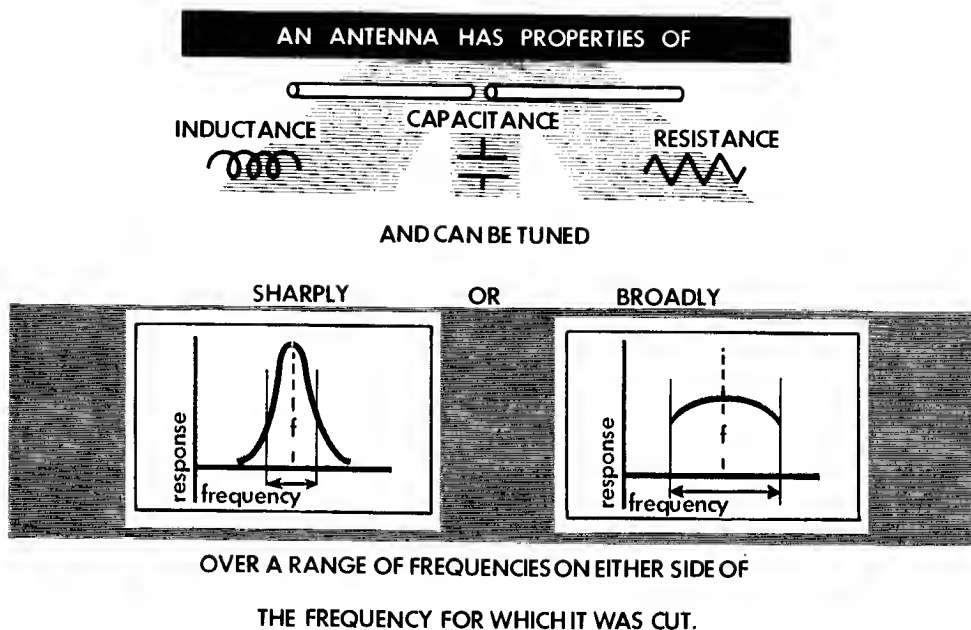 AN ANTENNA HAS PROPERTIES OF
INDUCTANCE
CAPACITANCE
RESISTANCE
AND CAN BE TUNED
SHARPLY OR BROADLY
response
f
frequency
response
f
frequency
OVER A RANGE OF FREQUENCIES ON EITHER SIDE OF
THE FREQUENCY FOR WHICH IT WAS CUT.